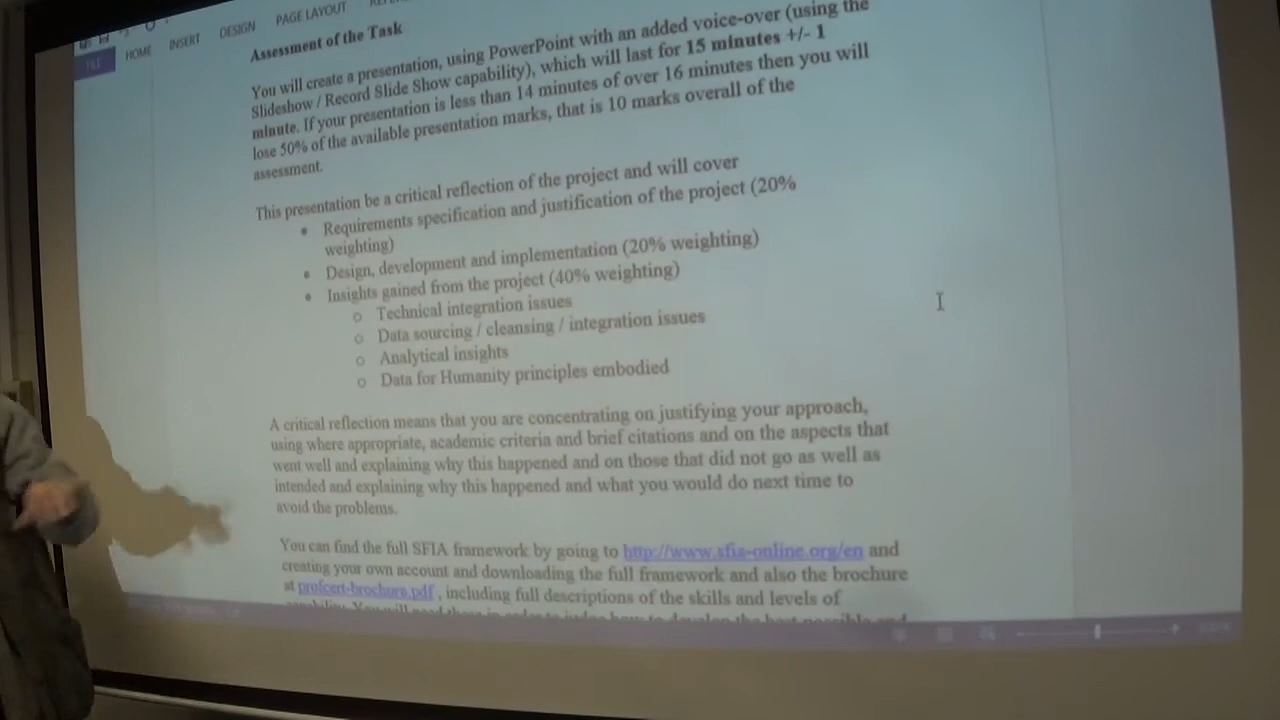 FILE HOME INSERT DESIGN PAGE LAYOUT
Assessment of the Task
You will create a presentation, using PowerPoint with an added voice-over (using the
Slideshow / Record Slide Show capability), which will last for 15 minutes +/- 1
minute. If your presentation is less than 14 minutes of over 16 minutes then you will
lose 50% of the available presentation marks, that is 10 marks overall of the
assessment.
This presentation be a critical reflection of the project and will cover
• Requirements specification and justification of the project (20%
weighting)
• Design, development and implementation (20% weighting)
• Insights gained from the project (40% weighting)
o Technical integration issues
o Data sourcing / cleansing / integration issues
o Analytical insights
o Data for Humanity principles embodied
A critical reflection means that you are concentrating on justifying your approach,
using where appropriate, academic criteria and brief citations and on the aspects that
went well and explaining why this happened and on those that did not go as well as
intended and explaining why this happened and what you would do next time to
avoid the problems.
You can find the full SFIA framework by going to http://www.sfia-online.org/en and
creating your own account and downloading the full framework and also the brochure
at profcert-brochure.pdf , including full descriptions of the skills and levels of